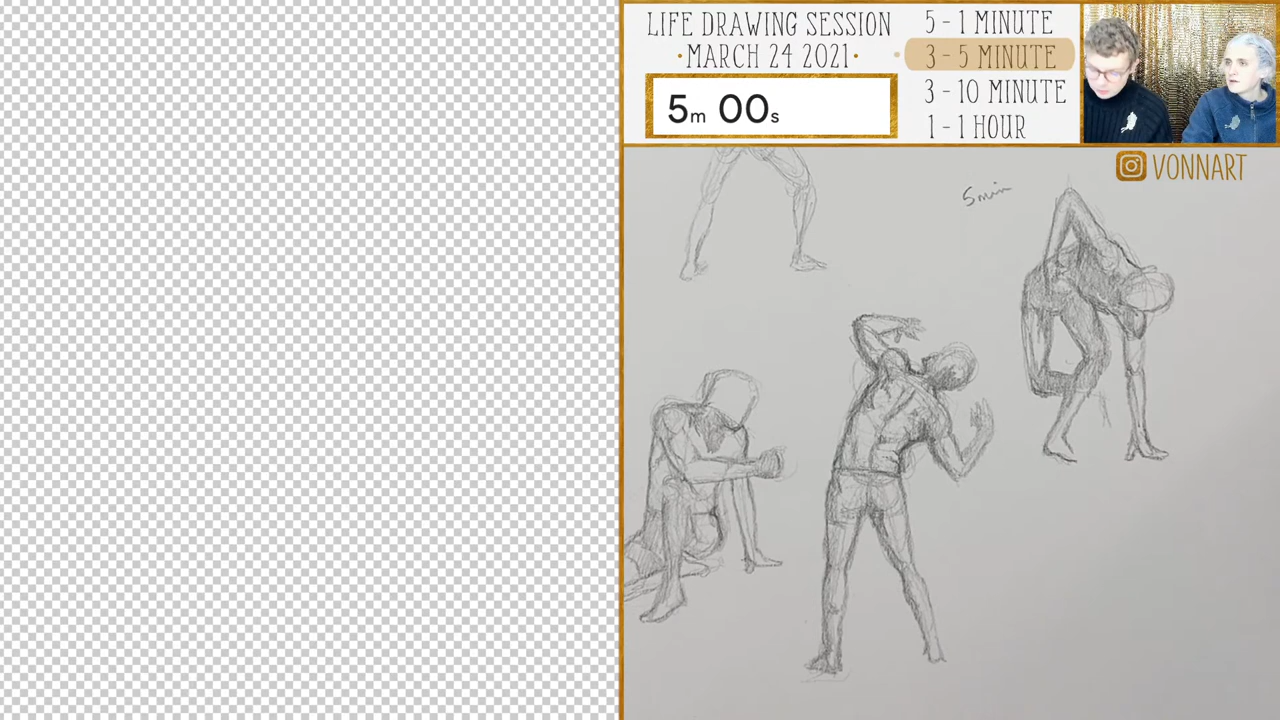 LIFE DRAWING SESSION
·MARCH 24 2021·
5m 00s
5 - 1 MINUTE
3 - 5 MINUTE
3 - 10 MINUTE
1 - 1 HOUR
VONNART
5min